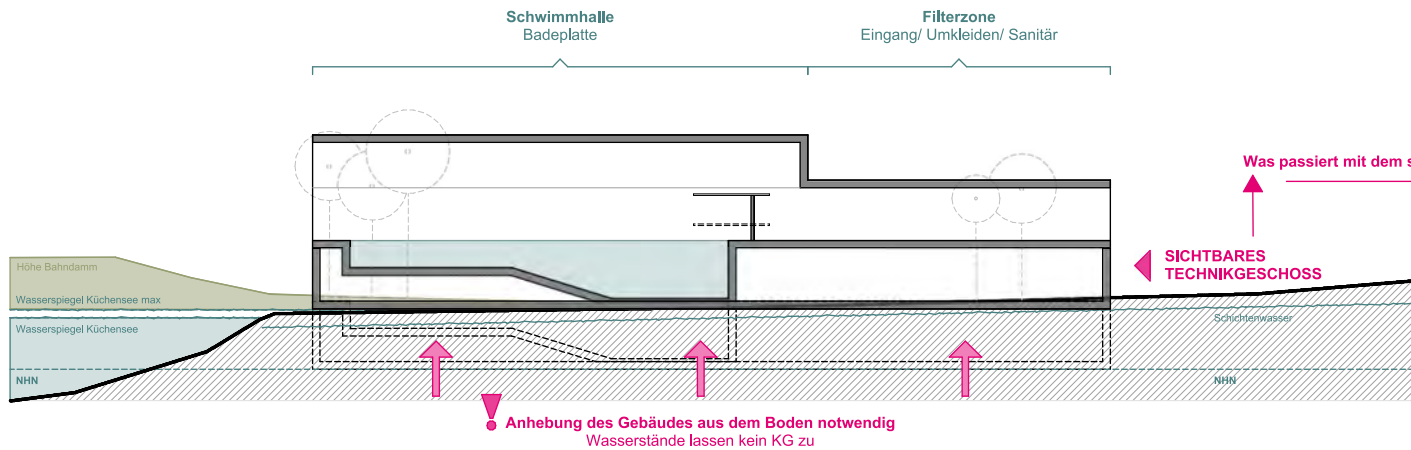 Schwimmhalle
Badeplatte
Filterzone
Eingang/ Umkleiden/ Sanitär
Was passiert mit dem s
SICHTBARES
TECHNIKGESCHOSS
Höhe Bahndamm
Wasserspiegel Küchensee max
Wasserspiegel Küchensee
Schichtenwasser
NHN
NHN
Anhebung des Gebäudes aus dem Boden notwendig
Wasserstände lassen kein KG zu